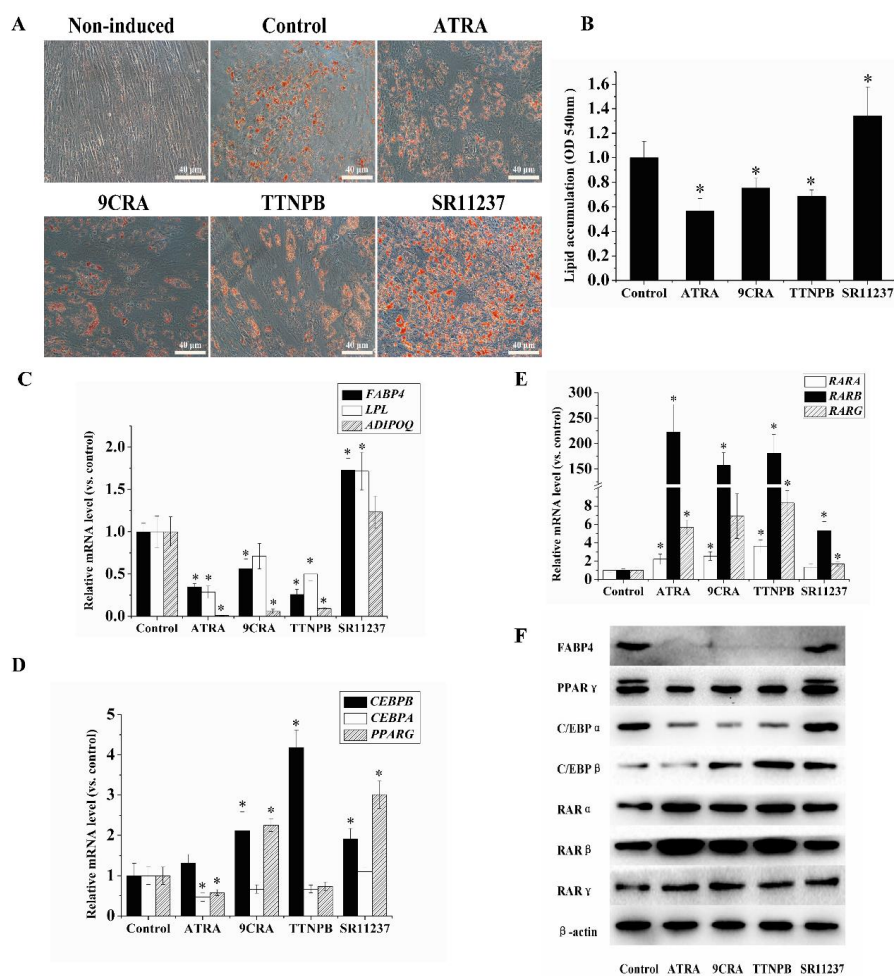 A
Non-induced
Control
ATRA
40 μm
40 μm
40 μm
9CRA
TTNPB
SR11237
40 μm
40 μm
40 μm
B
Lipid accumulation (OD 540nm )
1.6
1.4
1.2
1.0
0.8
0.6
0.4
0.2
0.0
*
*
*
*
Control
ATRA
9CRA
TTNPB
SR11237
C
Relative mRNA level (vs. control)
FABP4
LPL
ADIPOQ
2.0
1.5
1.0
0.5
0.0
* * *
* *
* * *
* *
Control
ATRA
9CRA
TTNPB
SR11237
D
Relative mRNA level (vs. control)
CEBPB
CEBPA
PPARG
5
4
3
2
1
0
* *
* *
*
* *
Control
ATRA
9CRA
TTNPB
SR11237
E
Relative mRNA level (vs. control)
RARA
RARB
RARG
300
250
200
150
100
50
8
6
4
2
0
* * *
* *
* * *
* *
Control
ATRA
9CRA
TTNPB
SR11237
F
FABP4
PPAR γ
C/EBP α
C/EBP β
RAR α
RAR β
RAR γ
β-actin
Control ATRA 9CRA TTNPB SR11237